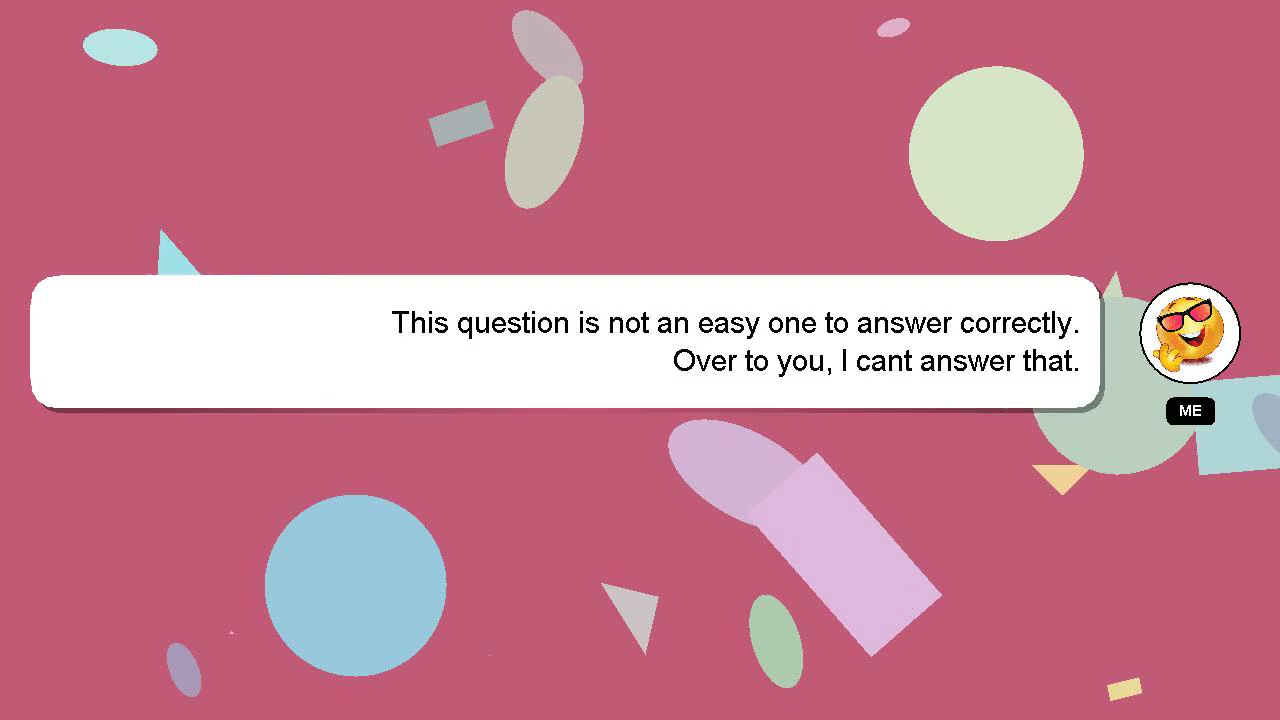 This question is not an easy one to answer correctly.
Over to you, I cant answer that.
ME